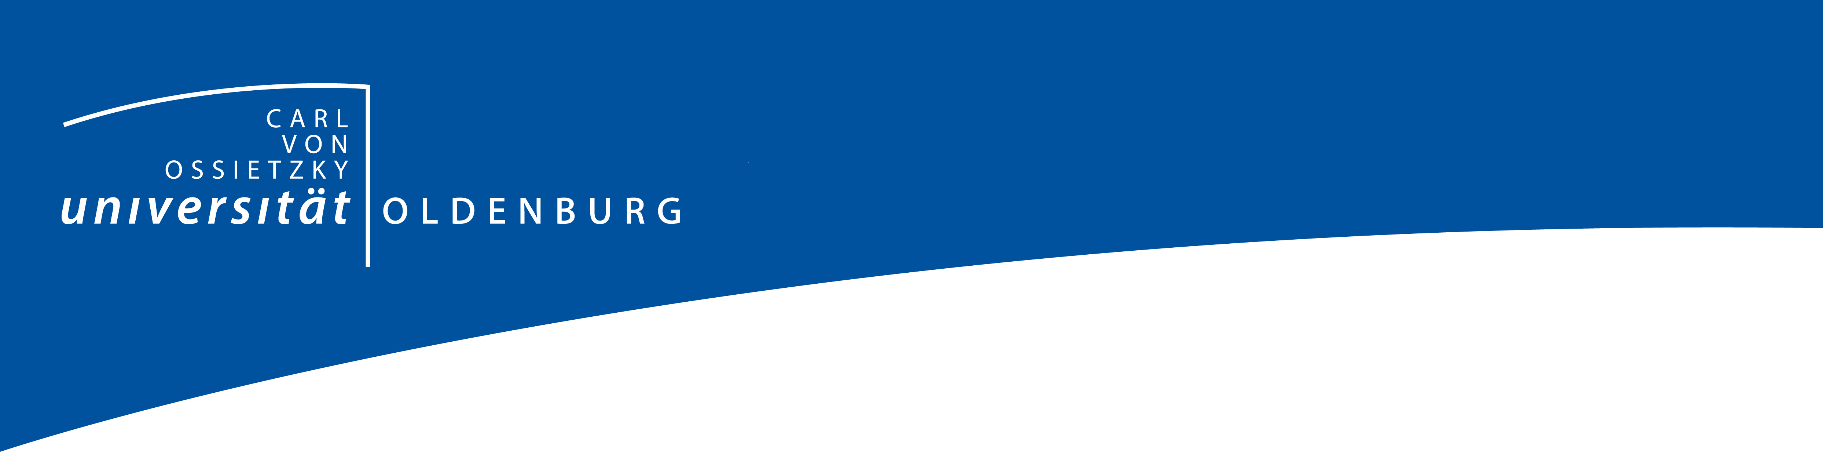 CARL
VON
OSSIETZKY
universität OLDENBURG